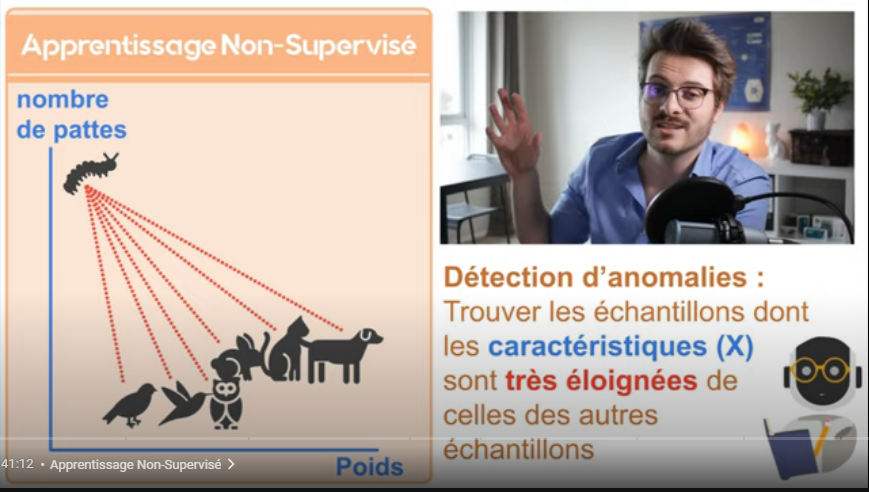 Apprentissage Non-Supervisé
nombre
de pattes
Poids
Détection d'anomalies :
Trouver les échantillons dont
les caractéristiques (X)
sont très éloignées de
celles des autres
échantillons
41:12 • Apprentissage Non-Supervisé